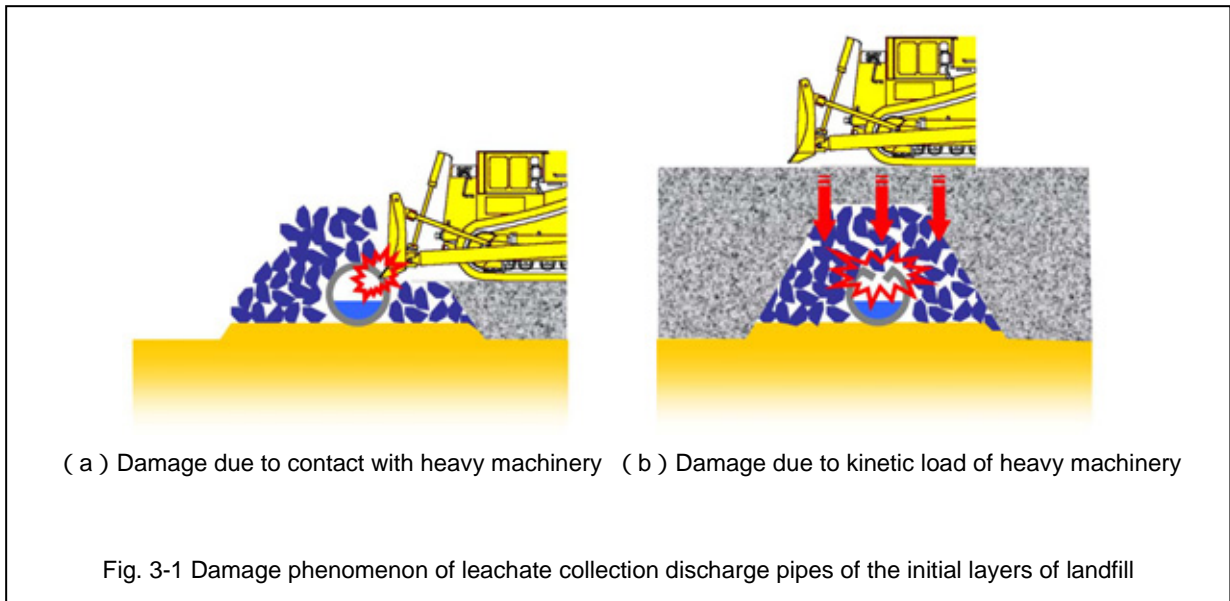 （a）Damage due to contact with heavy machinery （b）Damage due to kinetic load of heavy machinery
Fig. 3-1 Damage phenomenon of leachate collection discharge pipes of the initial layers of landfill